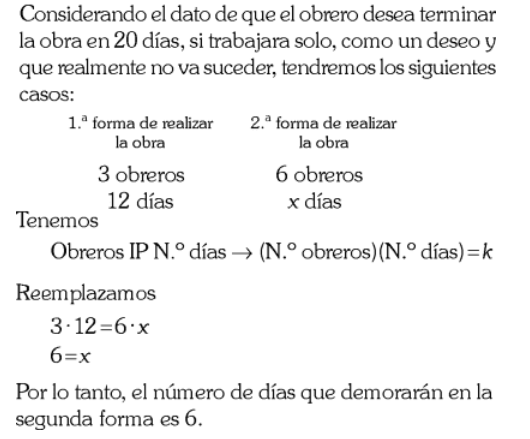 Considerando el dato de que el obrero desea terminar
la obra en 20 días, si trabajara solo, como un deseo y
que realmente no va suceder, tendremos los siguientes
casos:
1.ª forma de realizar 2.ª forma de realizar
la obra la obra
3 obreros 6 obreros
12 días x días
Tenemos
Obreros IP N.º días → (N.º obreros)(N.º días)=k
Reemplazamos
3·12=6·x
6=x
Por lo tanto, el número de días que demorarán en la
segunda forma es 6.